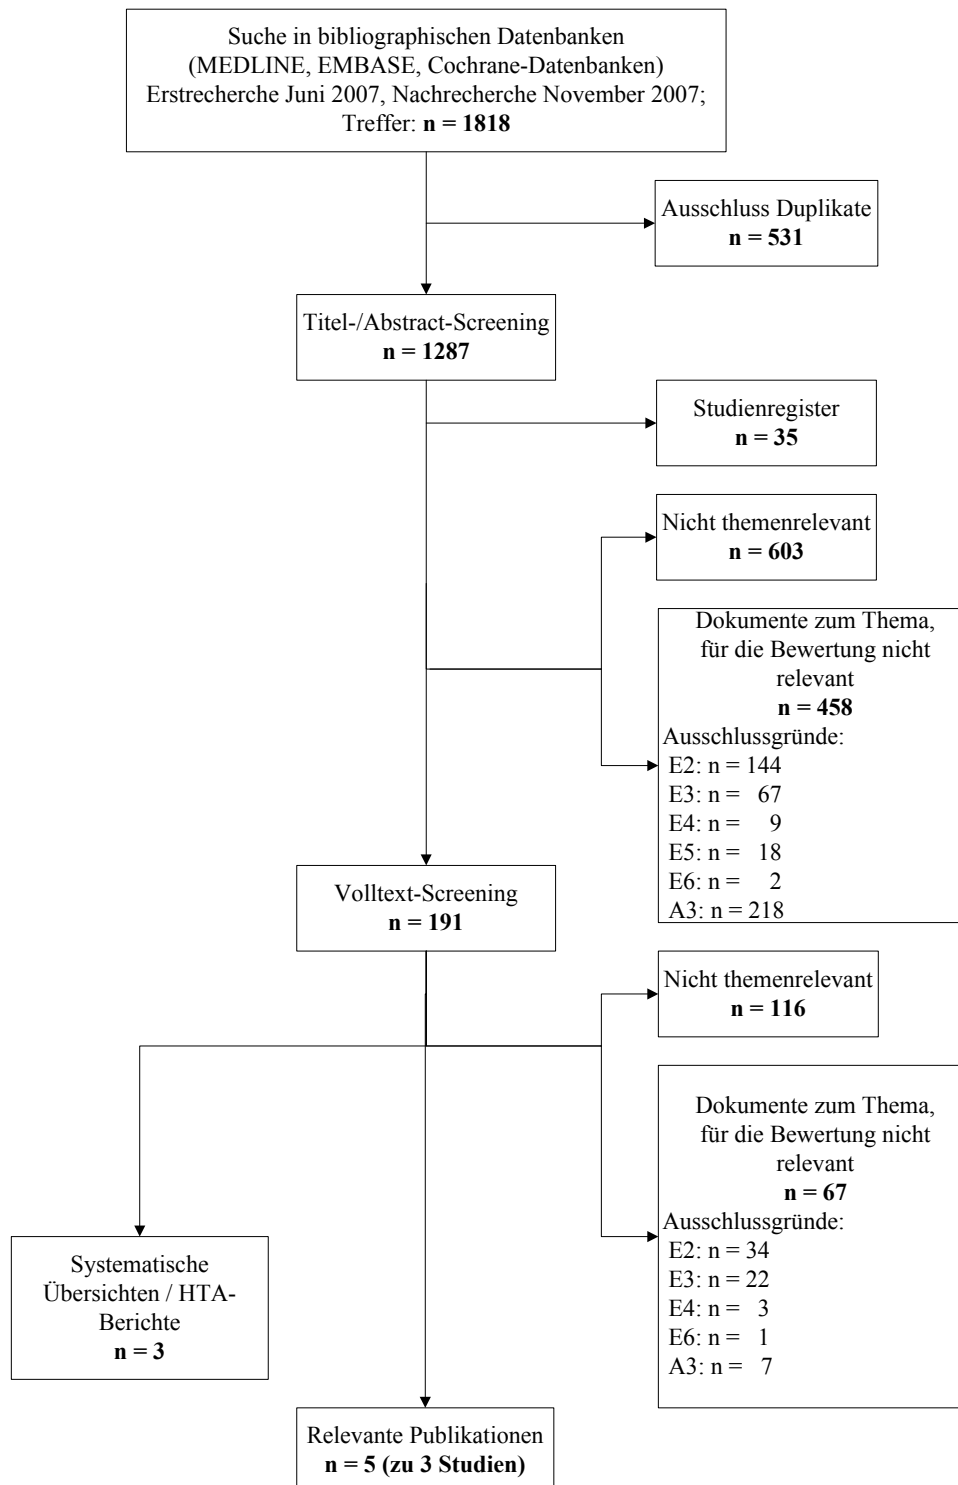 Suche in bibliographischen Datenbanken
(MEDLINE, EMBASE, Cochrane-Datenbanken)
Erstrecherche Juni 2007, Nachrecherche November 2007;
Treffer: n = 1818
Ausschluss Duplikate
n = 531
Titel-/Abstract-Screening
n = 1287
Studienregister
n = 35
Nicht themenrelevant
n = 603
Dokumente zum Thema,
für die Bewertung nicht
relevant
n = 458
Ausschlussgründe:
E2: n = 144
E3: n = 67
E4: n = 9
E5: n = 18
E6: n = 2
A3: n = 218
Volltext-Screening
n = 191
Nicht themenrelevant
n = 116
Dokumente zum Thema,
für die Bewertung nicht
relevant
n = 67
Ausschlussgründe:
E2: n = 34
E3: n = 22
E4: n = 3
E6: n = 1
A3: n = 7
Systematische
Übersichten / HTA-
Berichte
n = 3
Relevante Publikationen
n = 5 (zu 3 Studien)